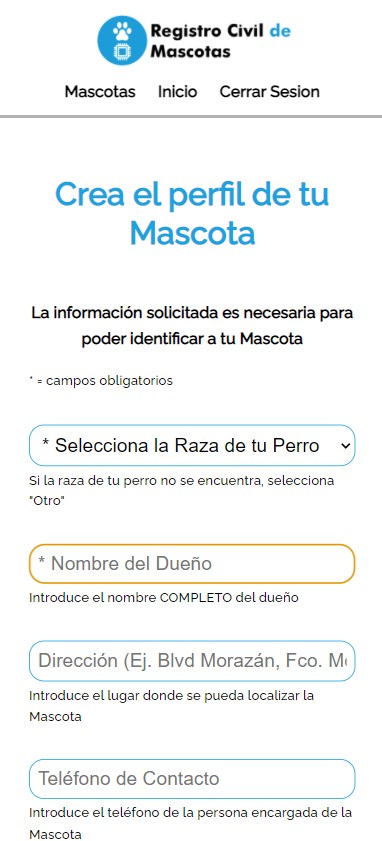 Registro Civil de
Mascotas
Mascotas Inicio Cerrar Sesion
Crea el perfil de tu
Mascota
La información solicitada es necesaria para
poder identificar a tu Mascota
* = campos obligatorios
* Selecciona la Raza de tu Perro
Si la raza de tu perro no se encuentra, selecciona
"Otro"
* Nombre del Dueño
Introduce el nombre COMPLETO del dueño
Dirección (Ej. Blvd Morazán, Fco. M
Introduce el lugar donde se pueda localizar la
Mascota
Teléfono de Contacto
Introduce el teléfono de la persona encargada de la
Mascota